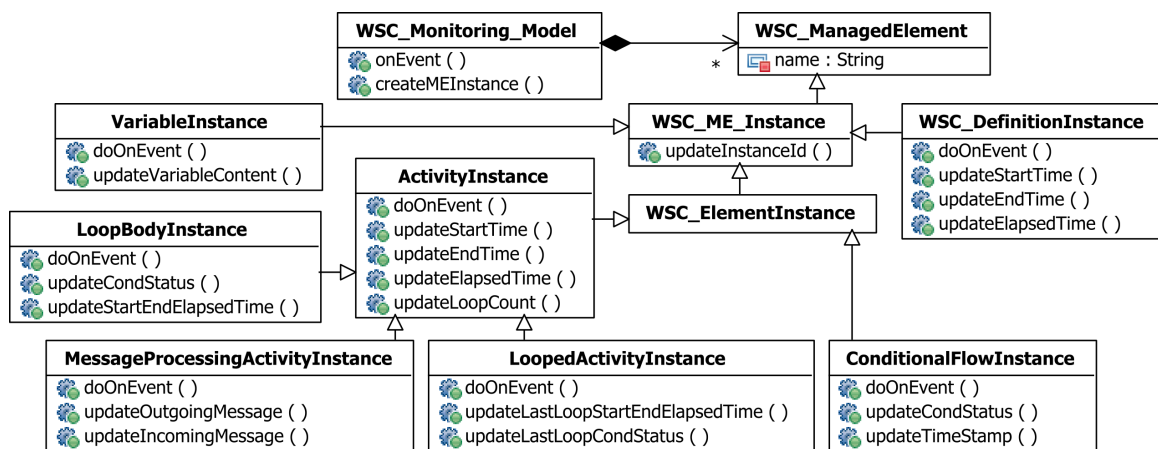 WSC_Monitoring_Model
onEvent ( )
createMEInstance ( )
*
WSC_ManagedElement
name : String
VariableInstance
doOnEvent ( )
updateVariableContent ( )
WSC_ME_Instance
updateInstanceId ( )
WSC_DefinitionInstance
doOnEvent ( )
updateStartTime ( )
updateEndTime ( )
updateElapsedTime ( )
ActivityInstance
doOnEvent ( )
updateStartTime ( )
updateEndTime ( )
updateElapsedTime ( )
updateLoopCount ( )
WSC_ElementInstance
LoopBodyInstance
doOnEvent ( )
updateCondStatus ( )
updateStartEndElapsedTime ( )
MessageProcessingActivityInstance
doOnEvent ( )
updateOutgoingMessage ( )
updateIncomingMessage ( )
LoopedActivityInstance
doOnEvent ( )
updateLastLoopStartEndElapsedTime ( )
updateLastLoopCondStatus ( )
ConditionalFlowInstance
doOnEvent ( )
updateCondStatus ( )
updateTimeStamp ( )